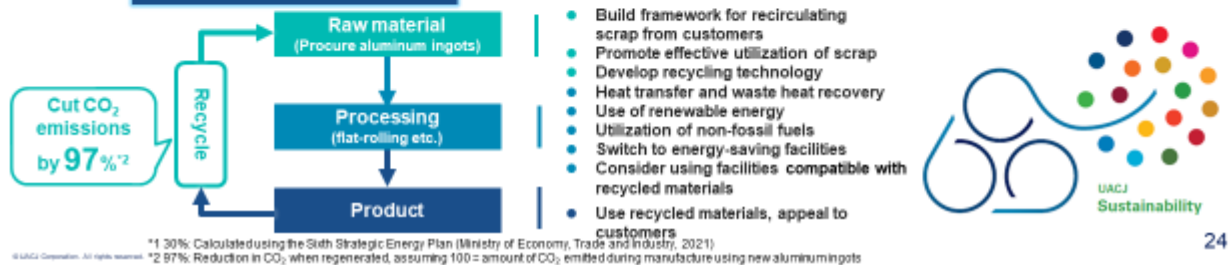 Raw material
(Procure aluminum ingots)
Processing
(flat-rolling etc.)
Product
Recycle
Cut CO₂
emissions
by 97%*2
Build framework for recirculating
scrap from customers
Promote effective utilization of scrap
Develop recycling technology
Heat transfer and waste heat recovery
Use of renewable energy
Utilization of non-fossil fuels
Switch to energy-saving facilities
Consider using facilities compatible with
recycled materials
Use recycled materials, appeal to
customers
UACJ
Sustainability
*1 30%: Calculated using the Sixth Strategic Energy Plan (Ministry of Economy, Trade and Industry, 2021)
*2 97%: Reduction in CO₂ when regenerated, assuming 100 = amount of CO₂ emitted during manufacture using new aluminum ingots
© UACJ Corporation. All rights reserved.
24